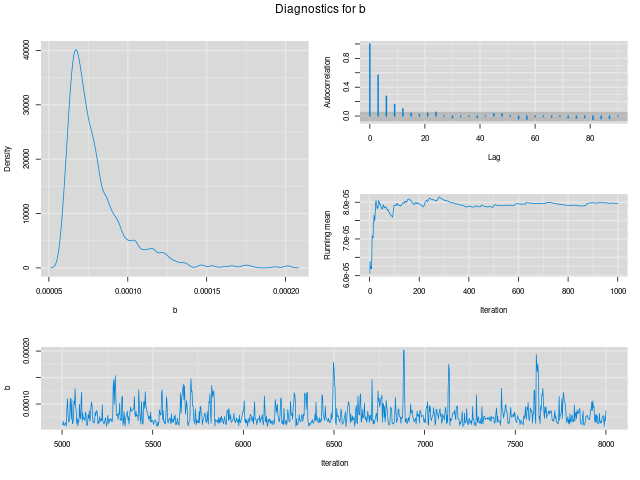 Diagnostics for b
Density
0 10000 20000 30000 40000
0.00005 0.00010 0.00015 0.00020
b
Autocorrelation
0.0 0.4 0.8
0 20 40 60 80
Lag
Running mean
6.0e-05 7.0e-05 8.0e-05
0 200 400 600 800 1000
Iteration
b
0.00010 0.00020
5000 5500 6000 6500 7000 7500 8000
Iteration